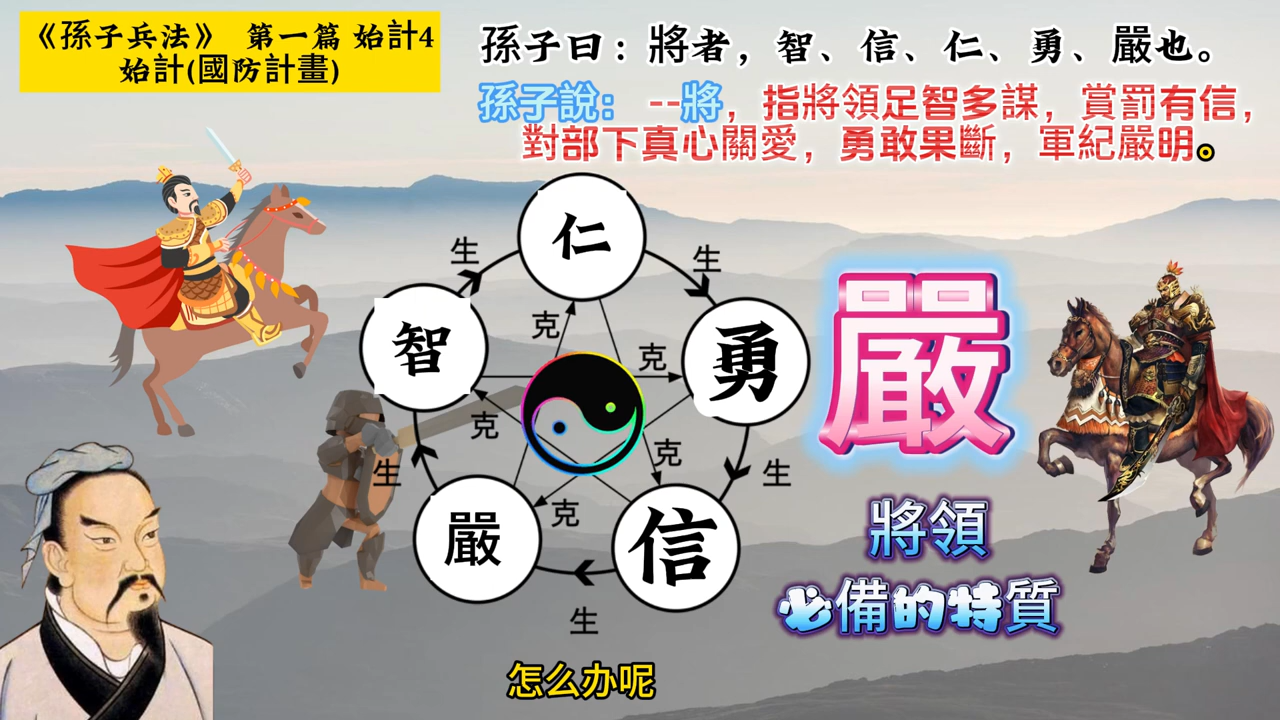 《孫子兵法》 第一篇 始計4
始計(國防計畫)
孫子曰：將者，智、信、仁、勇、嚴也。
孫子說： --將，指將領足智多謀，賞罰有信，
對部下真心關愛，勇敢果斷，軍紀嚴明。
仁
生
生
智
克
克
勇
嚴
克
克
生
生
嚴
克
信
生
將領
必備的特質
怎么办呢